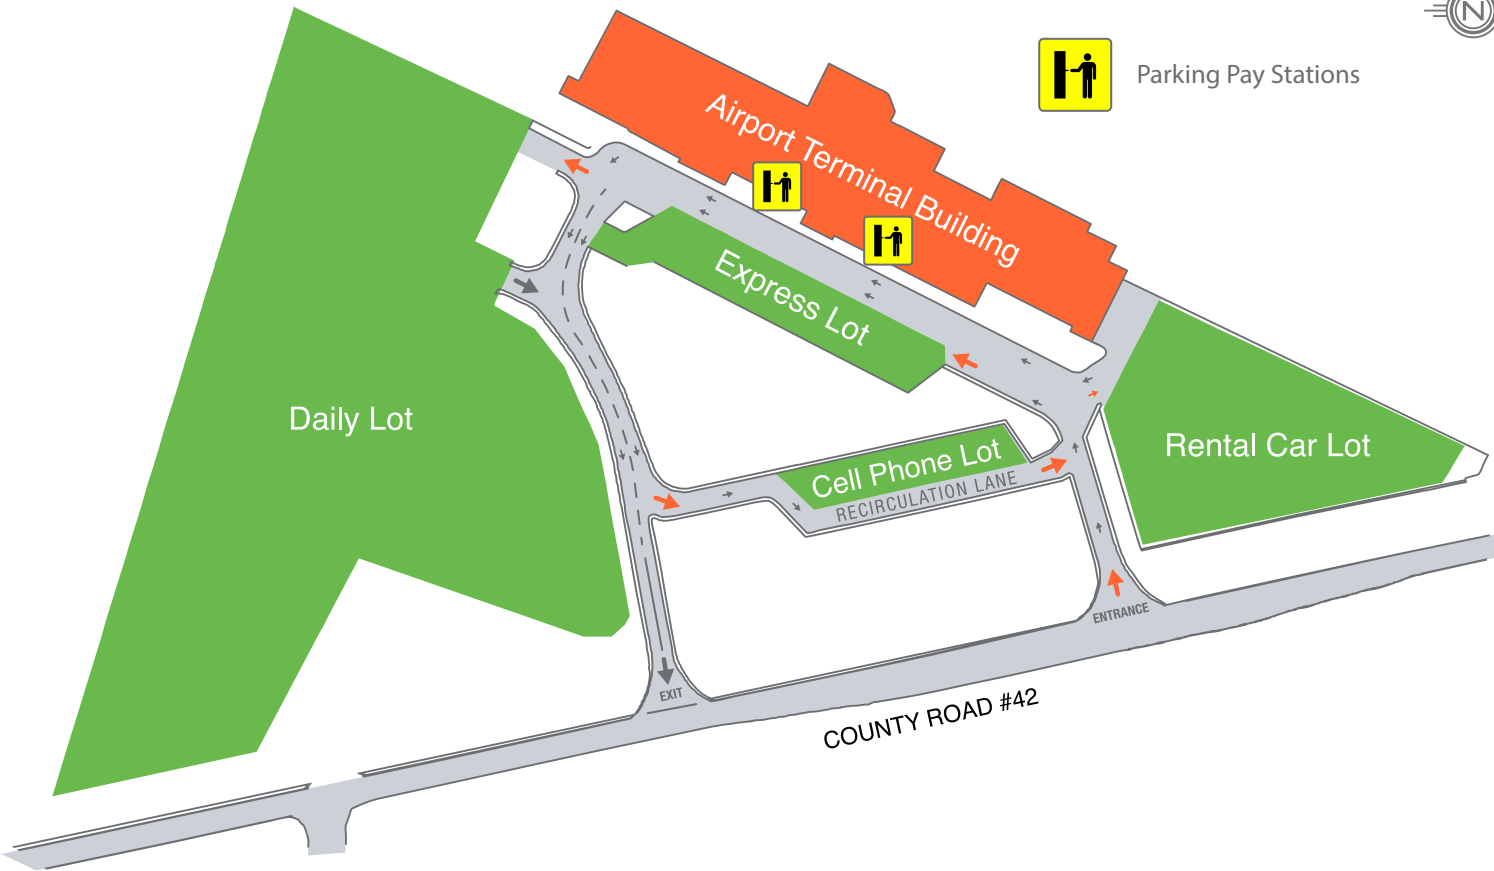 N
Parking Pay Stations
Airport Terminal Building
Express Lot
Daily Lot
Rental Car Lot
Cell Phone Lot
RECIRCULATION LANE
ENTRANCE
EXIT
COUNTY ROAD #42